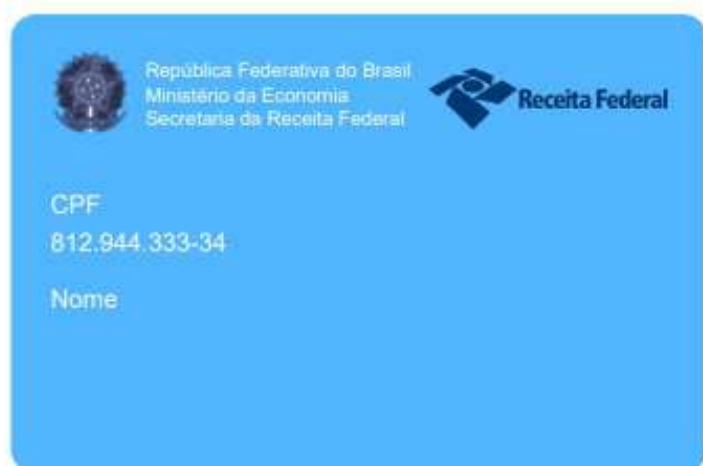 República Federativa do Brasil
Ministério da Economia
Secretaria da Receita Federal
Receita Federal
CPF
812.944.333-34
Nome